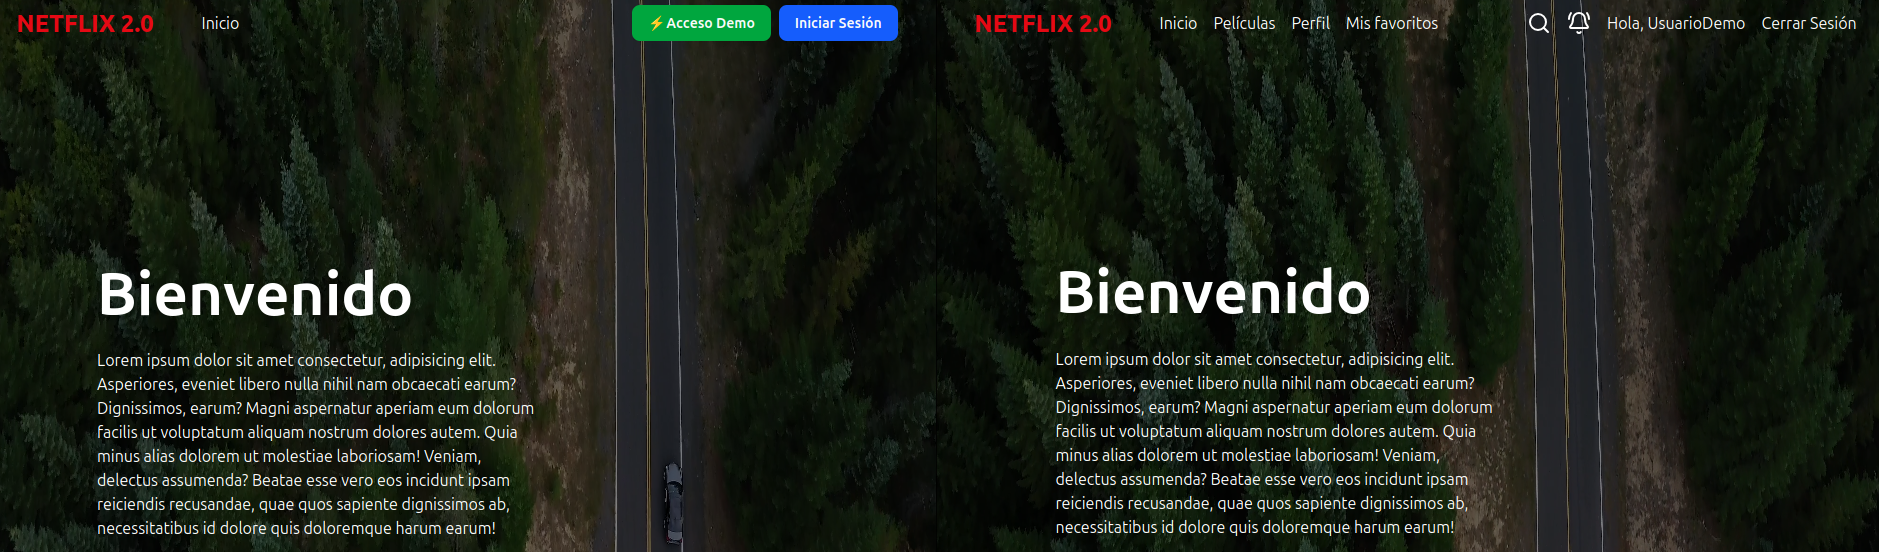 NETFLIX 2.0
Inicio
⚡Acceso Demo
Iniciar Sesión
Bienvenido
Lorem ipsum dolor sit amet consectetur, adipisicing elit.
Asperiores, eveniet libero nulla nihil nam obcaecati earum?
Dignissimos, earum? Magni aspernatur aperiam eum dolorum
facilis ut voluptatum aliquam nostrum dolores autem. Quia
minus alias dolorem ut molestiae laboriosam! Veniam,
delectus assumenda? Beatae esse vero eos incidunt ipsam
reiciendis recusandae, quae quos sapiente dignissimos ab,
necessitatibus id dolore quis doloremque harum earum!
NETFLIX 2.0
Inicio
Películas
Perfil
Mis favoritos
Hola, UsuarioDemo
Cerrar Sesión
Bienvenido
Lorem ipsum dolor sit amet consectetur, adipisicing elit.
Asperiores, eveniet libero nulla nihil nam obcaecati earum?
Dignissimos, earum? Magni aspernatur aperiam eum dolorum
facilis ut voluptatum aliquam nostrum dolores autem. Quia
minus alias dolorem ut molestiae laboriosam! Veniam,
delectus assumenda? Beatae esse vero eos incidunt ipsam
reiciendis recusandae, quae quos sapiente dignissimos ab,
necessitatibus id dolore quis doloremque harum earum!